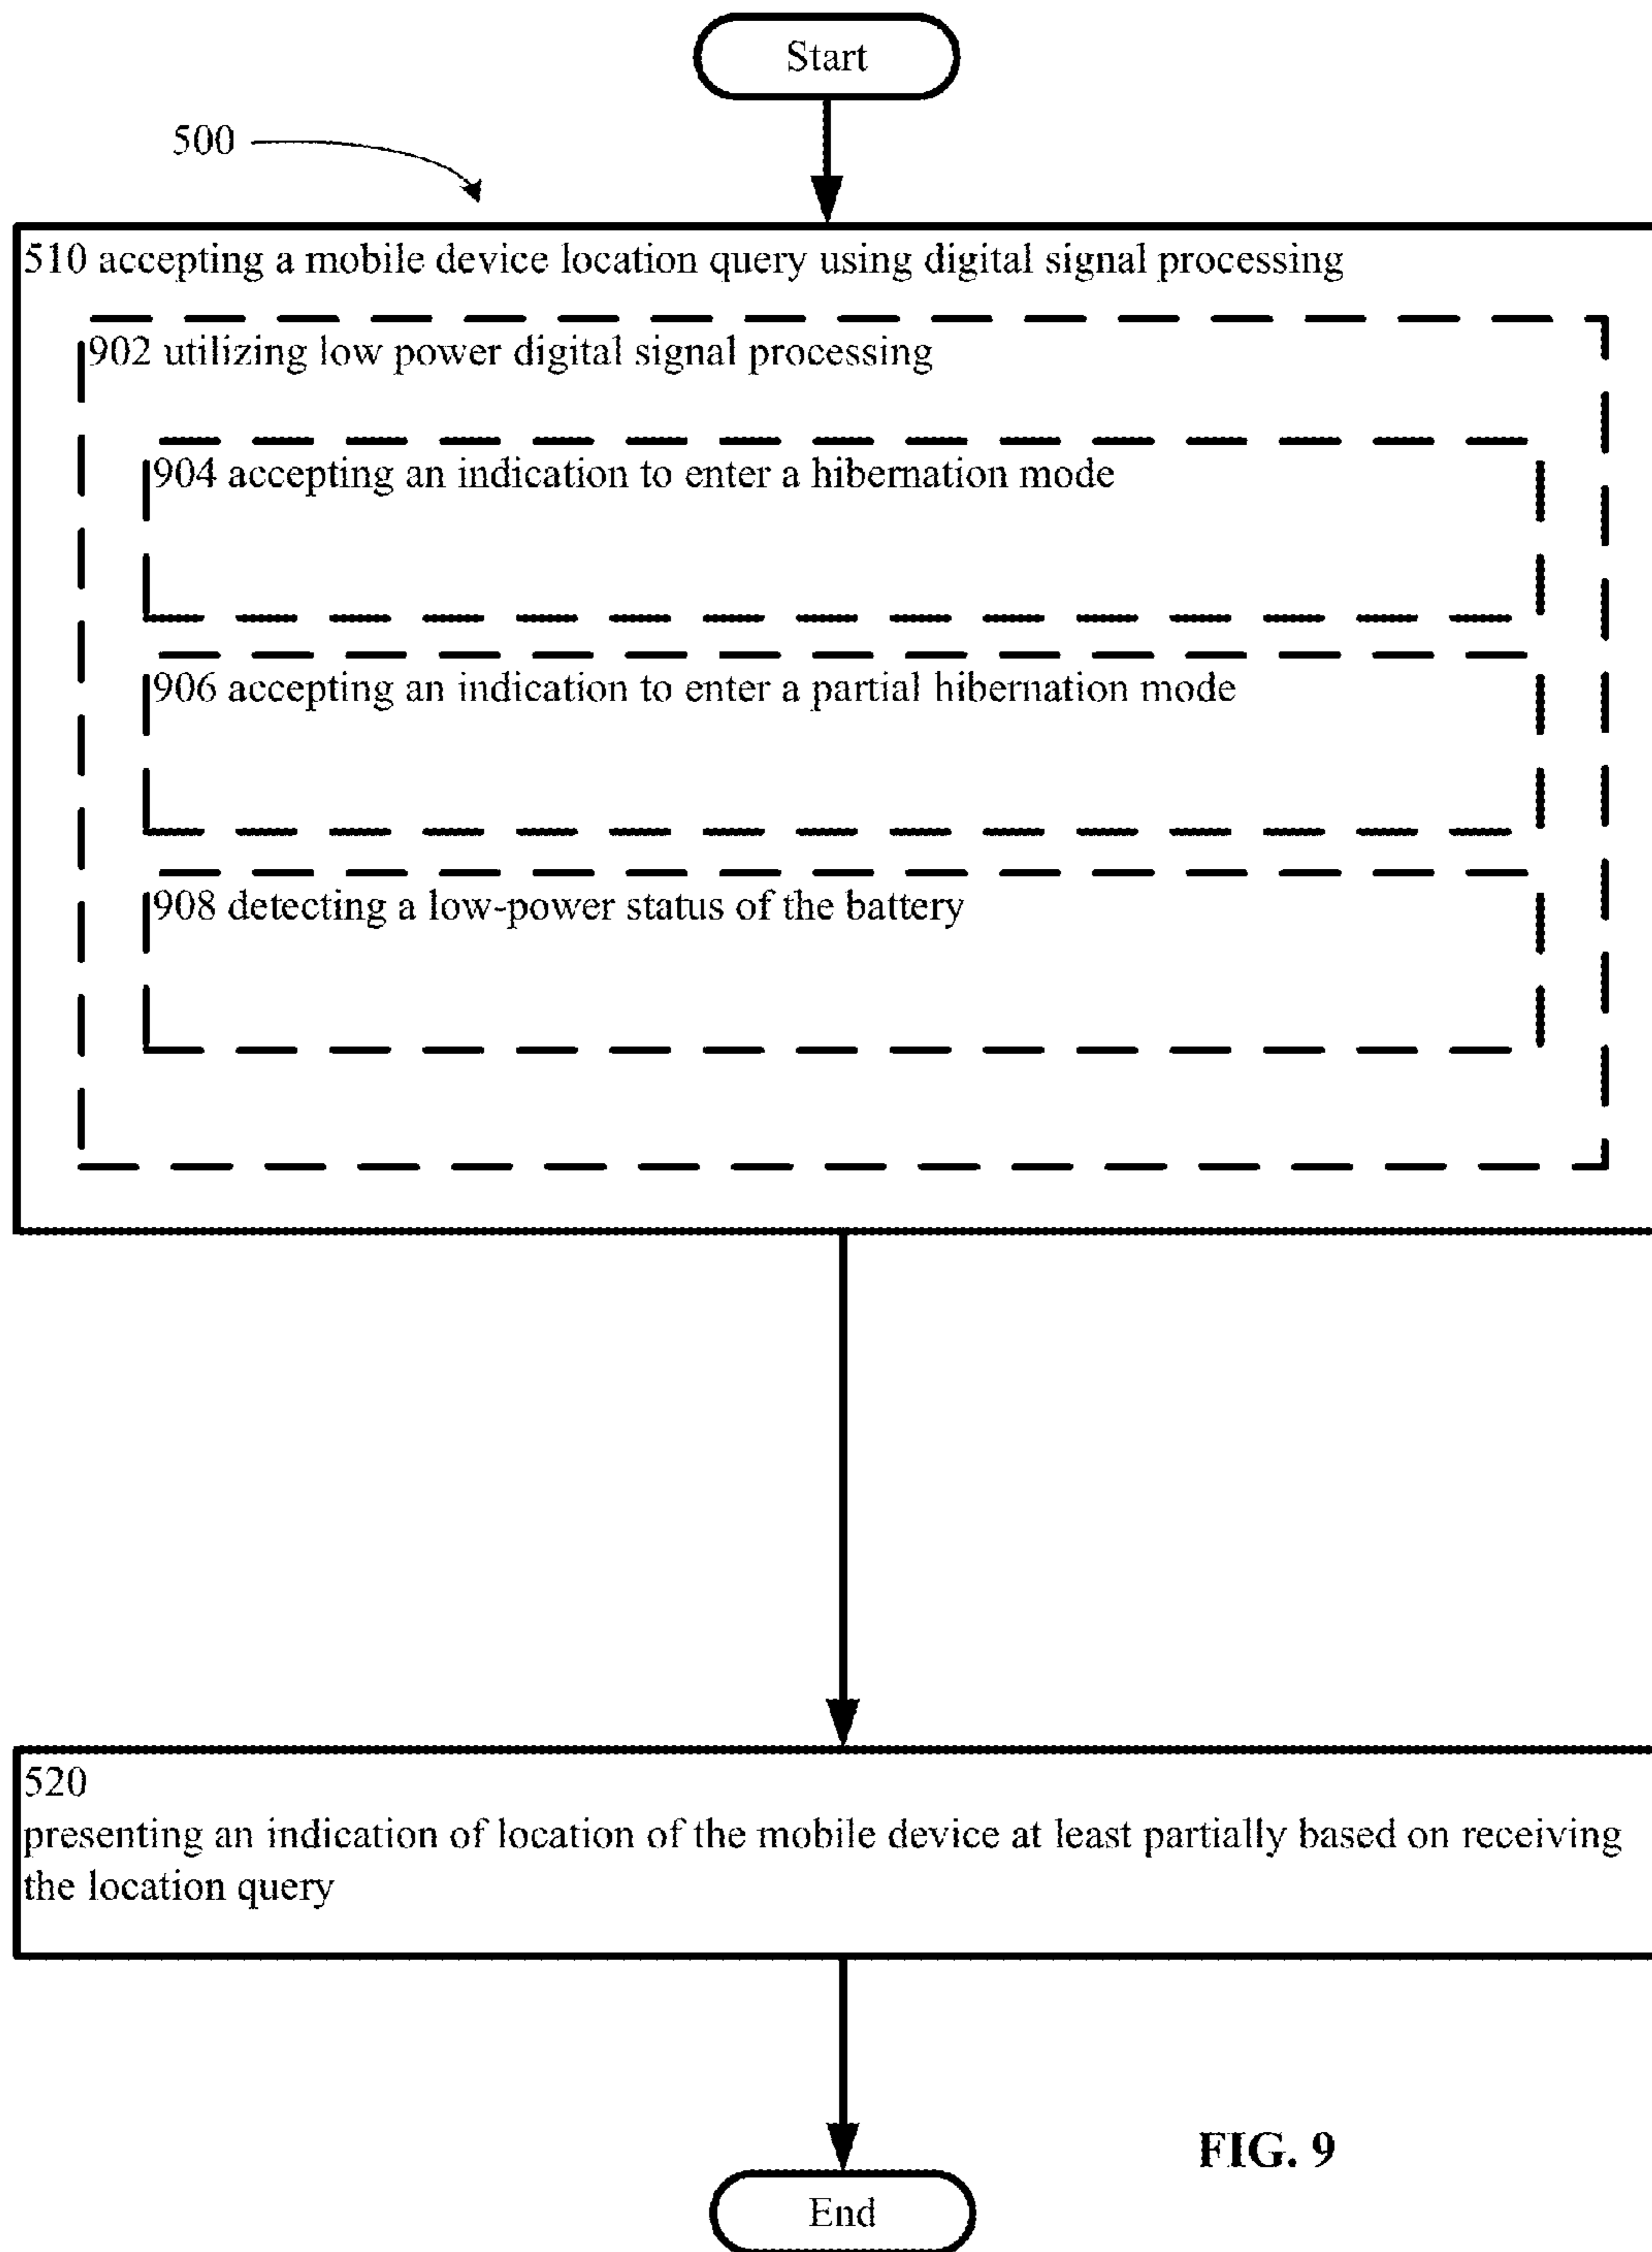 Start
500
510 accepting a mobile device location query using digital signal processing
902 utilizing low power digital signal processing
904 accepting an indication to enter a hibernation mode
906 accepting an indication to enter a partial hibernation mode
908 detecting a low-power status of the battery
520
presenting an indication of location of the mobile device at least partially based on receiving
the location query
FIG. 9
End